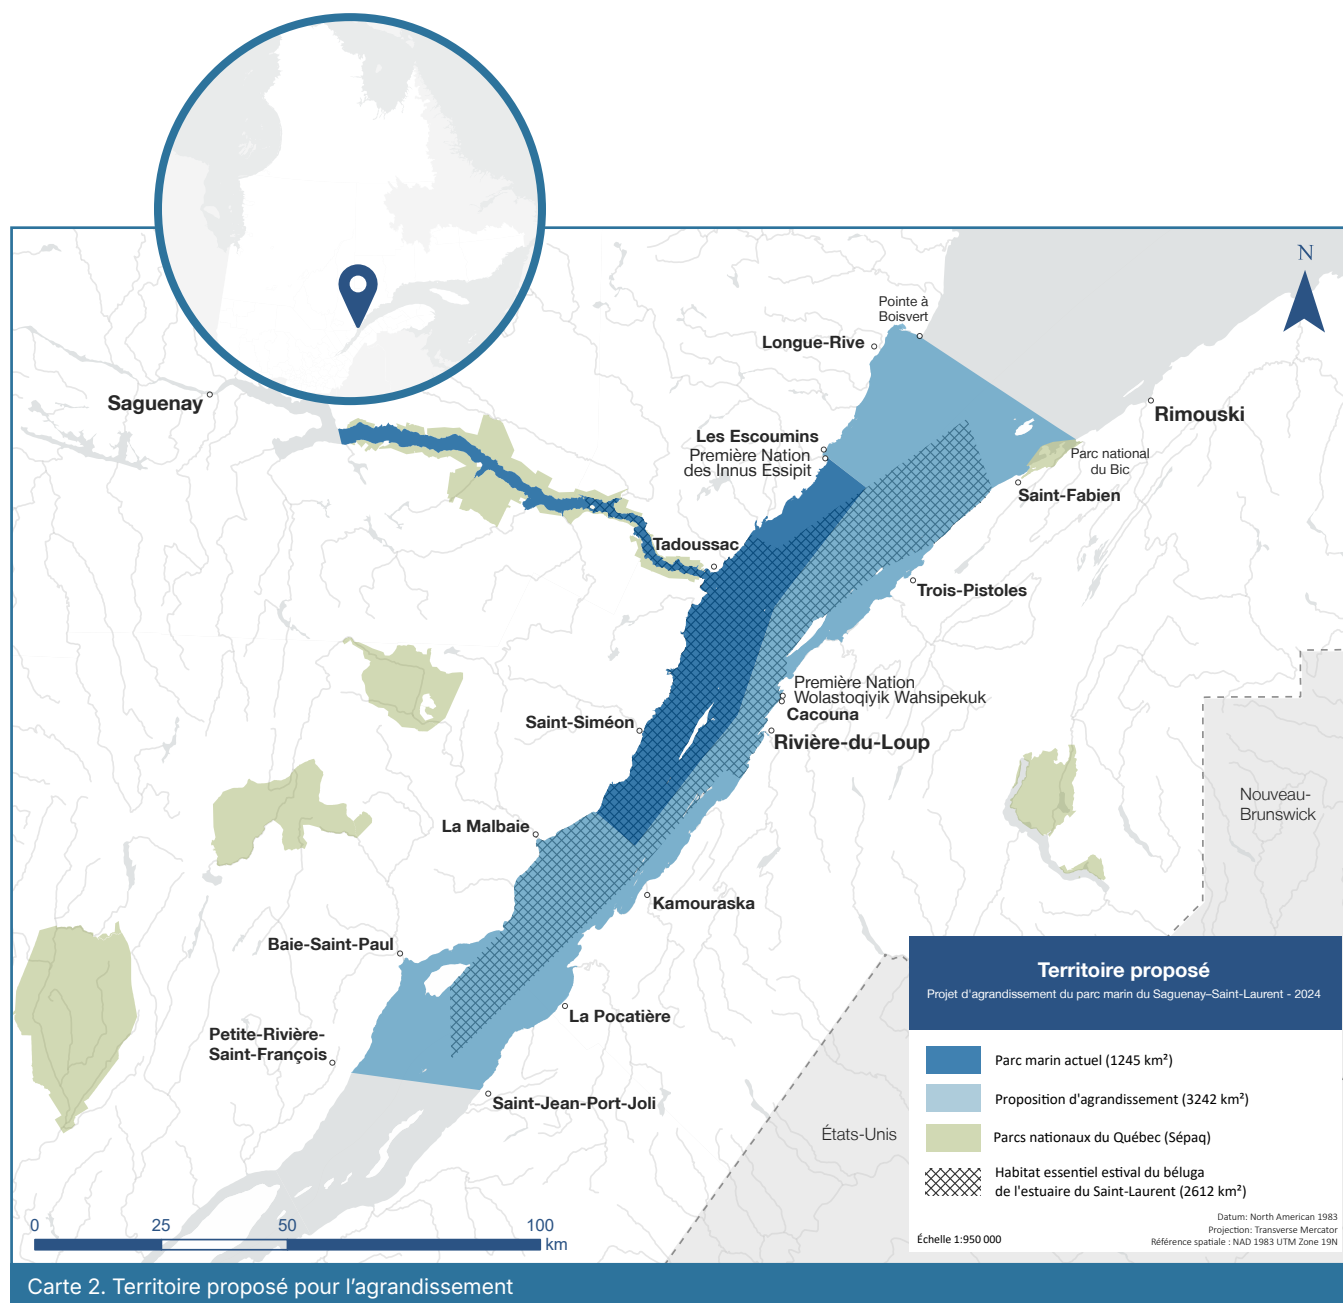 N
Pointe à
Boisvert
Longue-Rive
Saguenay
Rimouski
Les Escoumins
Première Nation
des Innus Essipit
Parc national
du Bic
Saint-Fabien
Tadoussac
Trois-Pistoles
Première Nation
Wolastoqiyik Wahsipekuk
Cacouna
Saint-Siméon
Rivière-du-Loup
Nouveau-
Brunswick
La Malbaie
Kamouraska
Baie-Saint-Paul
La Pocatière
Petite-Rivière-
Saint-François
Saint-Jean-Port-Joli
États-Unis
Territoire proposé
Projet d'agrandissement du parc marin du Saguenay–Saint-Laurent - 2024
Parc marin actuel (1245 km²)
Proposition d'agrandissement (3242 km²)
Parcs nationaux du Québec (Sépaq)
Habitat essentiel estival du béluga
de l'estuaire du Saint-Laurent (2612 km²)
Datum: North American 1983
Projection: Transverse Mercator
Référence spatiale : NAD 1983 UTM Zone 19N
Échelle 1:950 000
0 25 50 100
km
Carte 2. Territoire proposé pour l'agrandissement